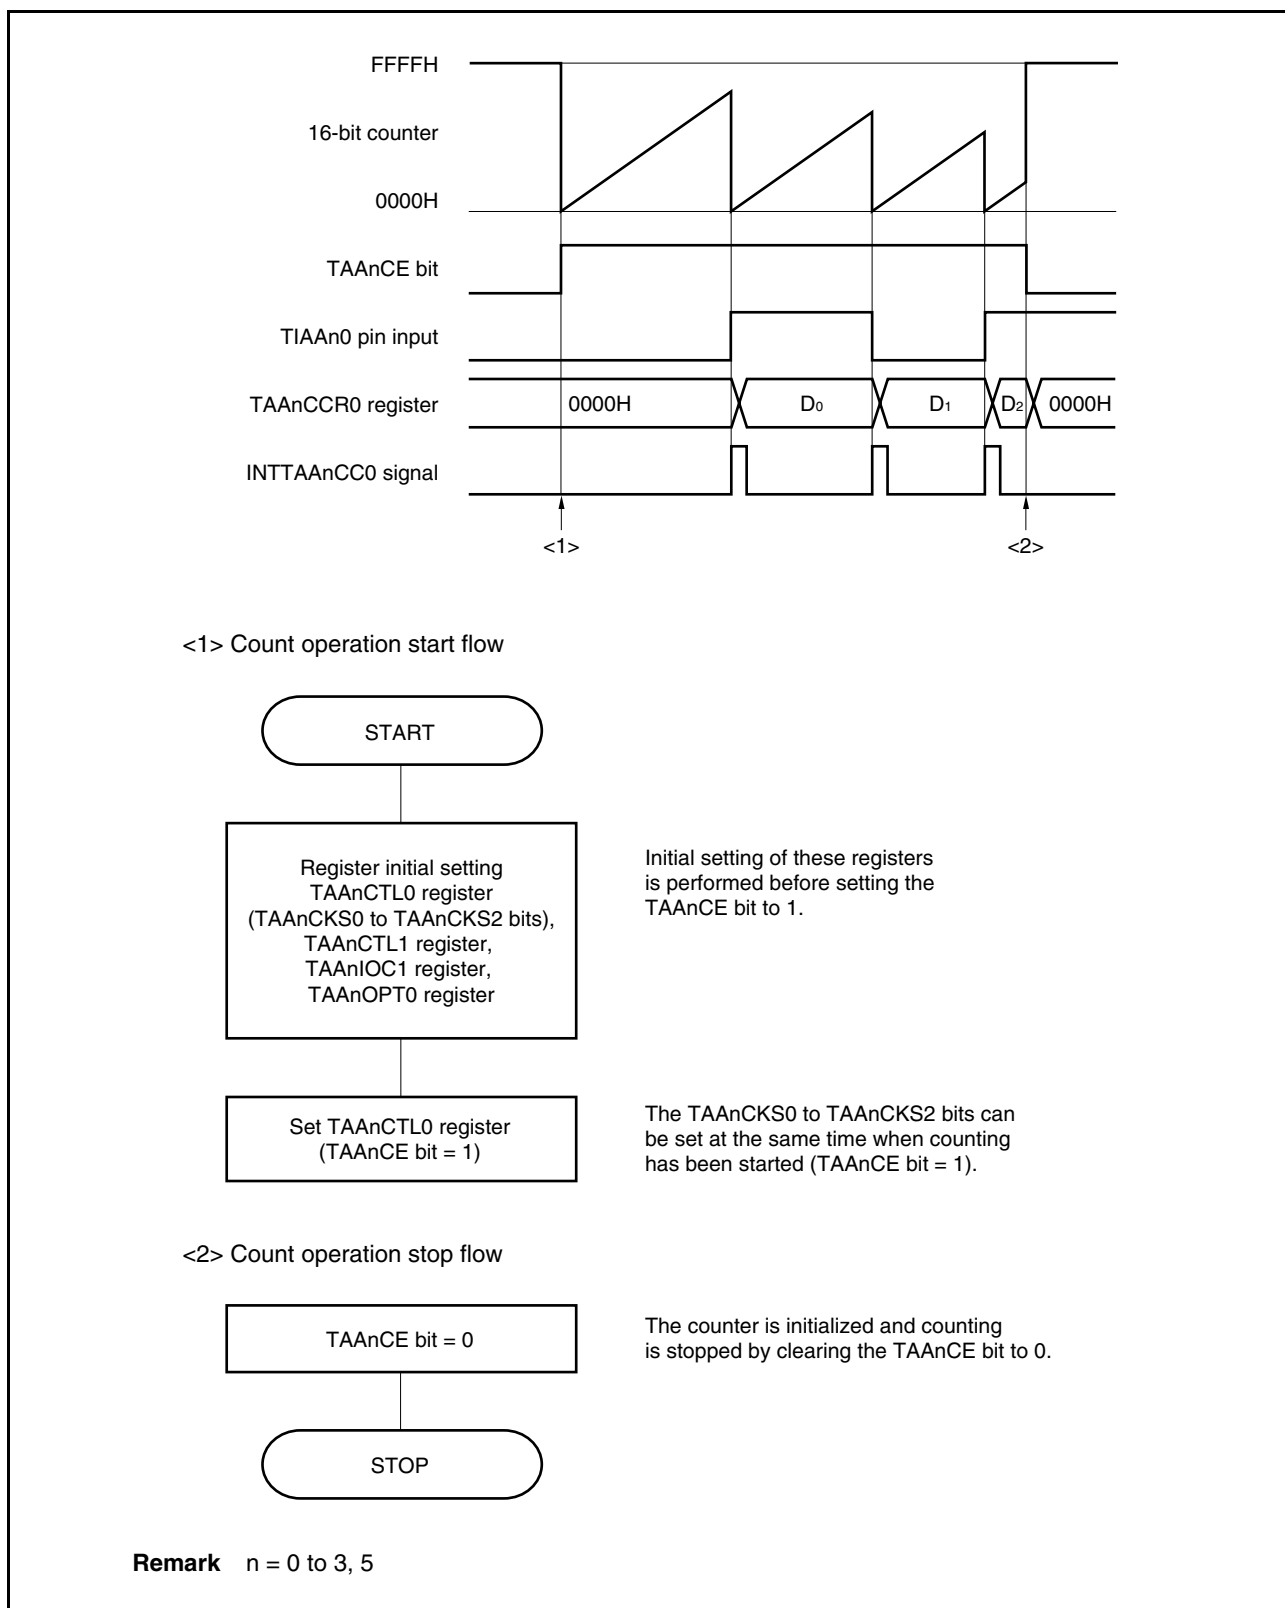 FFFFH
16-bit counter
0000H
TAAnCE bit
TIAAn0 pin input
TAAnCCR0 register 0000H D0 D1 D2 0000H
INTTAAnCC0 signal
<1> <2>
<1> Count operation start flow
START
Register initial setting
TAAnCTL0 register
(TAAnCKS0 to TAAnCKS2 bits),
TAAnCTL1 register,
TAAnIOC1 register,
TAAnOPT0 register
Initial setting of these registers
is performed before setting the
TAAnCE bit to 1.
Set TAAnCTL0 register
(TAAnCE bit = 1)
The TAAnCKS0 to TAAnCKS2 bits can
be set at the same time when counting
has been started (TAAnCE bit = 1).
<2> Count operation stop flow
TAAnCE bit = 0
The counter is initialized and counting
is stopped by clearing the TAAnCE bit to 0.
STOP
Remark n = 0 to 3, 5